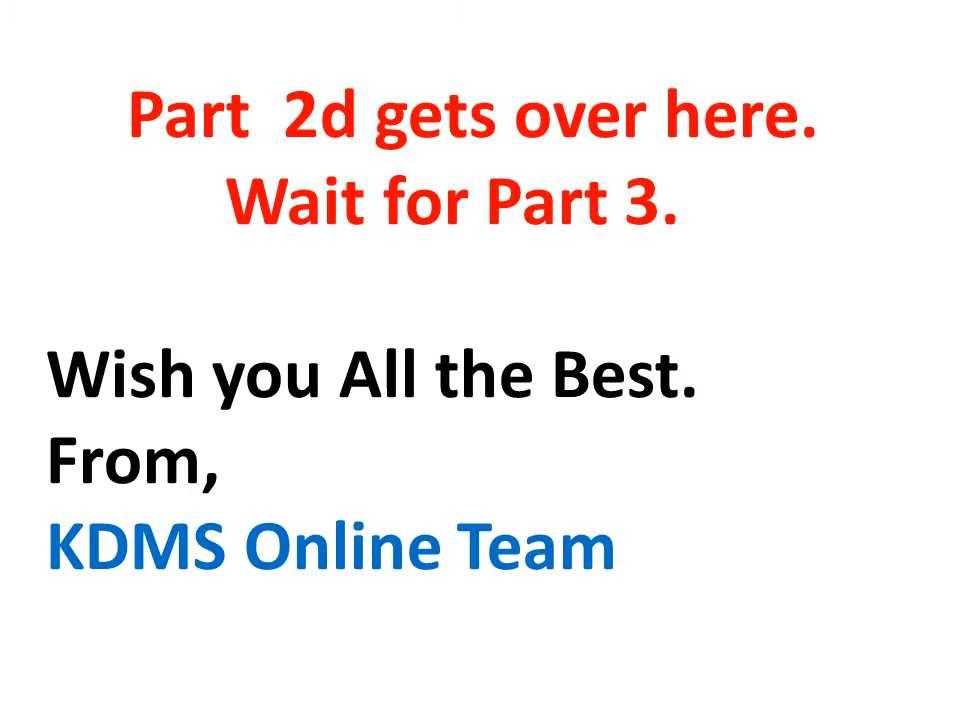 Part  2d gets over here.
Wait for Part 3.
Wish you All the Best.
From,
KDMS Online Team